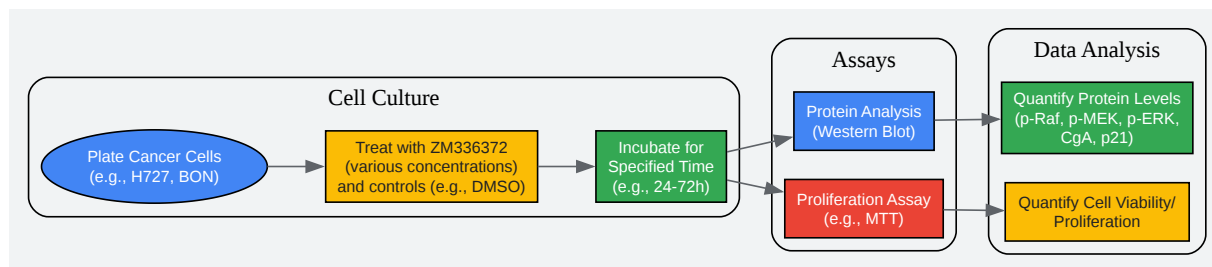 Cell Culture
Plate Cancer Cells
(e.g., H727, BON)
Treat with ZM336372
(various concentrations)
and controls (e.g., DMSO)
Incubate for
Specified Time
(e.g., 24-72h)
Assays
Protein Analysis
(Western Blot)
Proliferation Assay
(e.g., MTT)
Data Analysis
Quantify Protein Levels
(p-Raf, p-MEK, p-ERK,
CgA, p21)
Quantify Cell Viability/
Proliferation